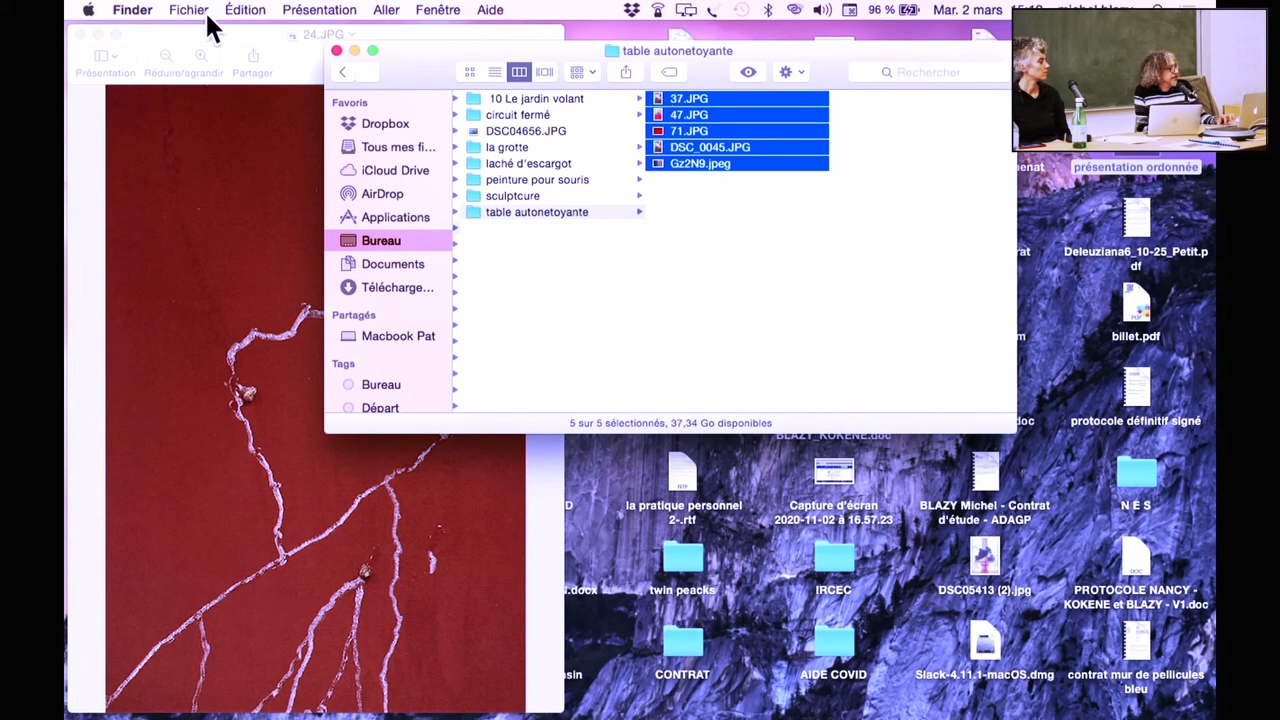 Finder Fichier Édition Présentation Aller Fenêtre Aide
96 % Mar. 2 mars
24.JPG
Présentation Réduire/agrandir Partager
table autonetoyante
Rechercher
Favoris
Dropbox
Tous mes fi...
iCloud Drive
AirDrop
Applications
Bureau
Documents
Télécharge...
Partagés
Macbook Pat
Tags
Bureau
Départ
10 Le jardin volant
circuit fermé
DSC04656.JPG
la grotte
laché d'escargot
peinture pour souris
sculptcure
table autonetoyante
37.JPG
47.JPG
71.JPG
DSC_0045.JPG
Gz2N9.jpeg
5 sur 5 sélectionnés, 37,34 Go disponibles
présentation ordonnée
Deleuziana6_10-25_Petit.p
df
billet.pdf
protocole définitif signé
BLAZY_KOKENE.doc
la pratique personnel
2-.rtf
Capture d'écran
2020-11-02 à 16.57.23
BLAZY Michel - Contrat
d'étude - ADAGP
N E S
.docx
twin peacks
IRCEC
DSC05413 (2).jpg
PROTOCOLE NANCY -
KOKENE et BLAZY - V1.doc
CONTRAT
AIDE COVID
Slack-4.11.1-macOS.dmg
contrat mur de pellicules
bleu